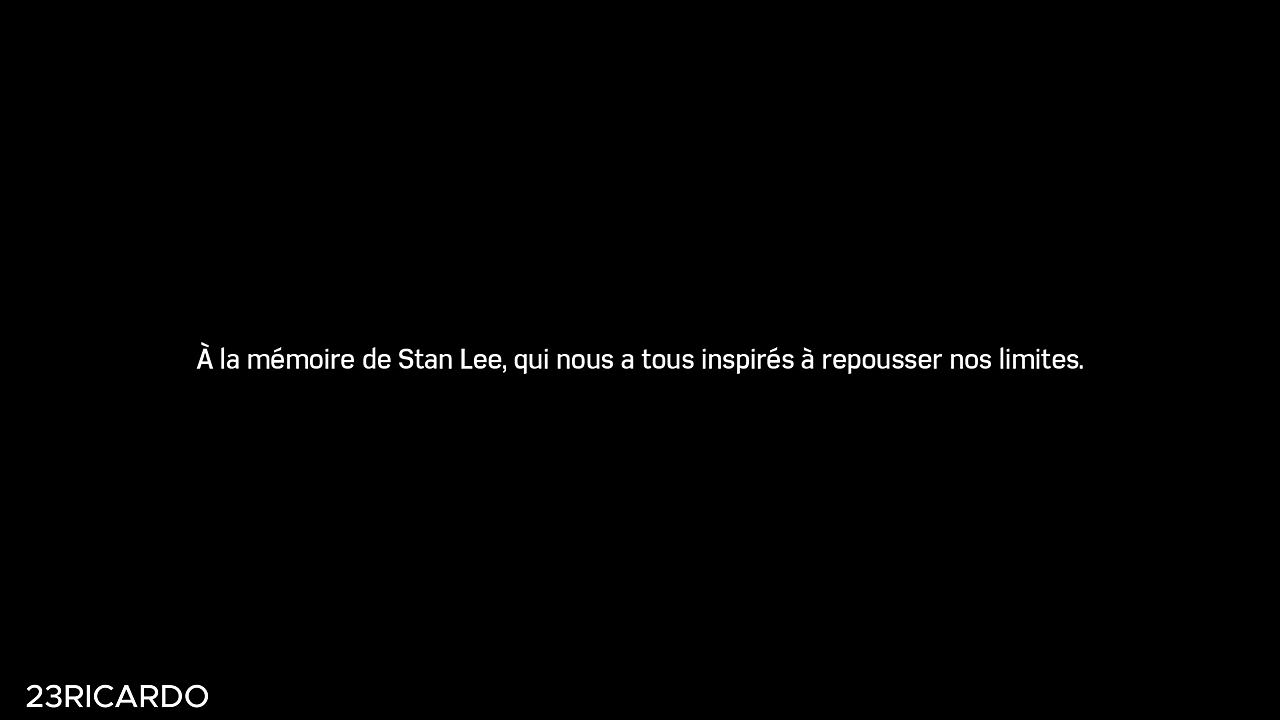 À la mémoire de Stan Lee, qui nous a tous inspirés à repousser nos limites.
23RICARDO